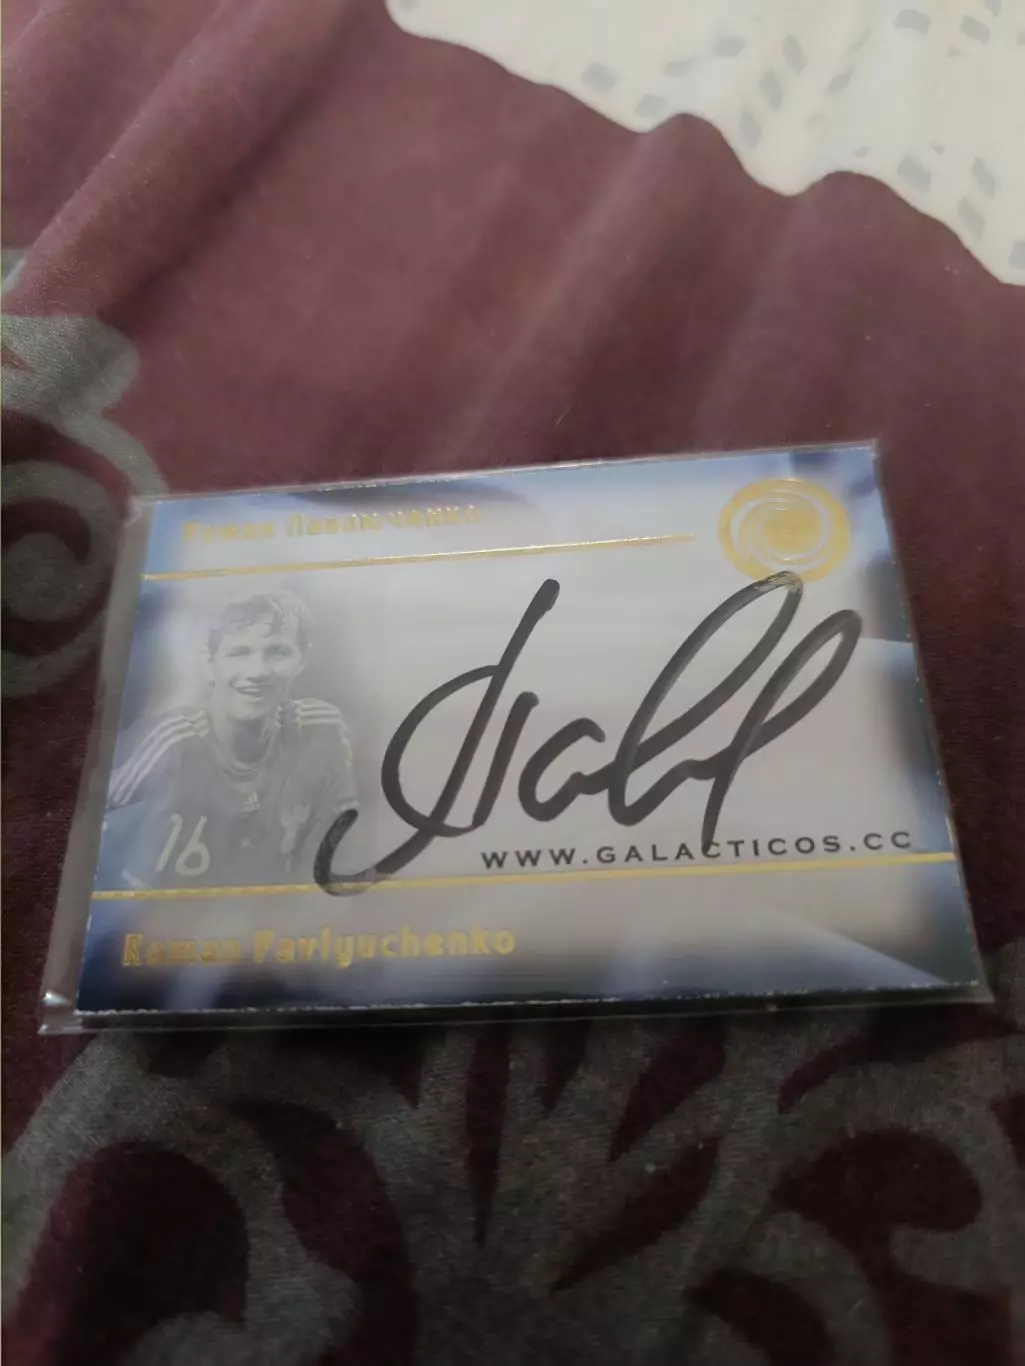 Роман Павлюченко
16
WWW.GALACTICOS.CC
Roman Pavlyuchenko